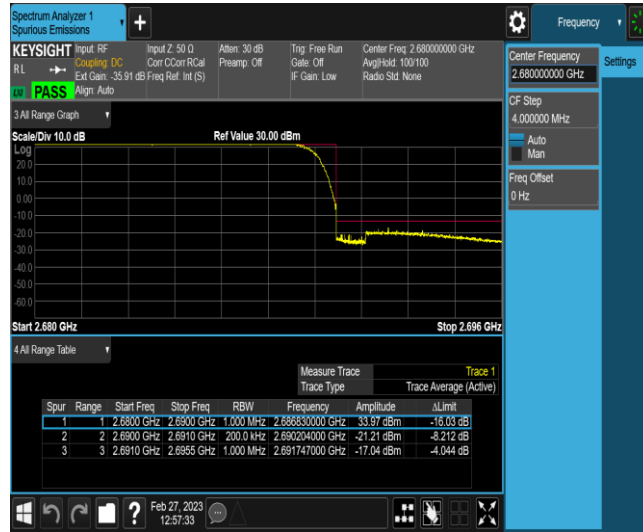 Spectrum Analyzer 1
Spurious Emissions
Frequency
KEYSIGHT Input: RF Input Z: 50 Ω Atten: 30 dB Trig: Free Run Center Freq: 2.680000000 GHz
RL Coupling: DC Corr CCorr RCal Preamp: Off Gate: Off Avg|Hold: 100/100
Ext Gain: -35.91 dB Freq Ref: Int (S) IF Gain: Low Radio Std: None
LXI PASS Align: Auto
Center Frequency
2.680000000 GHz
Settings
CF Step
4.000000 MHz
Auto
Man
Freq Offset
0 Hz
3 All Range Graph
Scale/Div 10.0 dB Ref Value 30.00 dBm
Log
20.0
10.0
0.00
-10.0
-20.0
-30.0
-40.0
-50.0
-60.0
Start 2.680 GHz Stop 2.696 GHz
4 All Range Table
Measure Trace Trace 1
Trace Type Trace Average (Active)
Spur Range Start Freq Stop Freq RBW Frequency Amplitude ΔLimit
1 1 2.6800 GHz 2.6900 GHz 1.000 MHz 2.686830000 GHz 33.97 dBm -16.03 dB
2 2 2.6900 GHz 2.6910 GHz 200.0 kHz 2.690204000 GHz -21.21 dBm -8.212 dB
3 3 2.6910 GHz 2.6955 GHz 1.000 MHz 2.691747000 GHz -17.04 dBm -4.044 dB
Feb 27, 2023
12:57:33